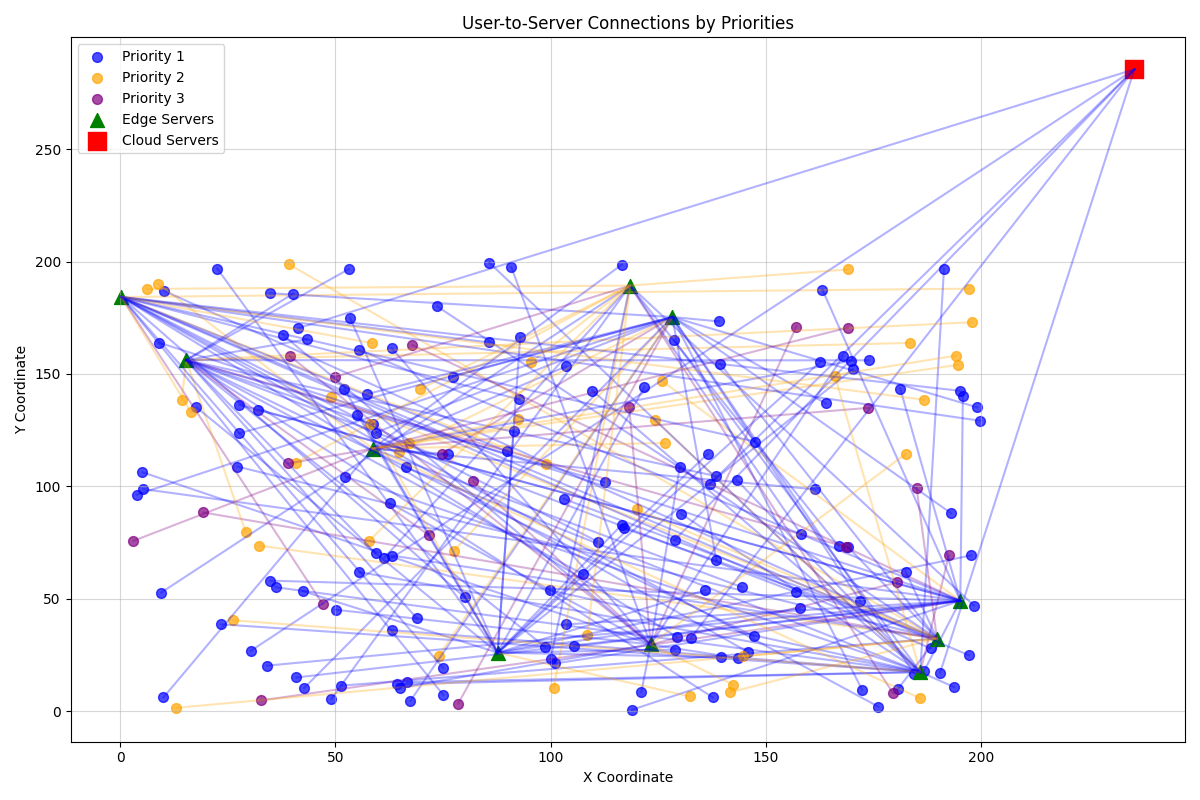 User-to-Server Connections by Priorities
Priority 1
Priority 2
Priority 3
Edge Servers
Cloud Servers
Y Coordinate
250
200
150
100
50
0
0 50 100 150 200
X Coordinate